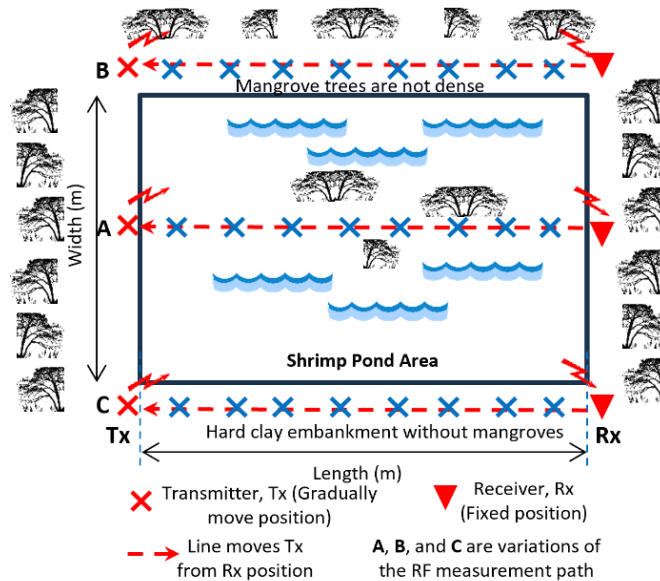 B
Mangrove trees are not dense
Width (m)
A
Shrimp Pond Area
C
Tx
Hard clay embankment without mangroves
Rx
Length (m)
Transmitter, Tx (Gradually
move position)
Receiver, Rx
(Fixed position)
Line moves Tx
from Rx position
A, B, and C are variations of
the RF measurement path